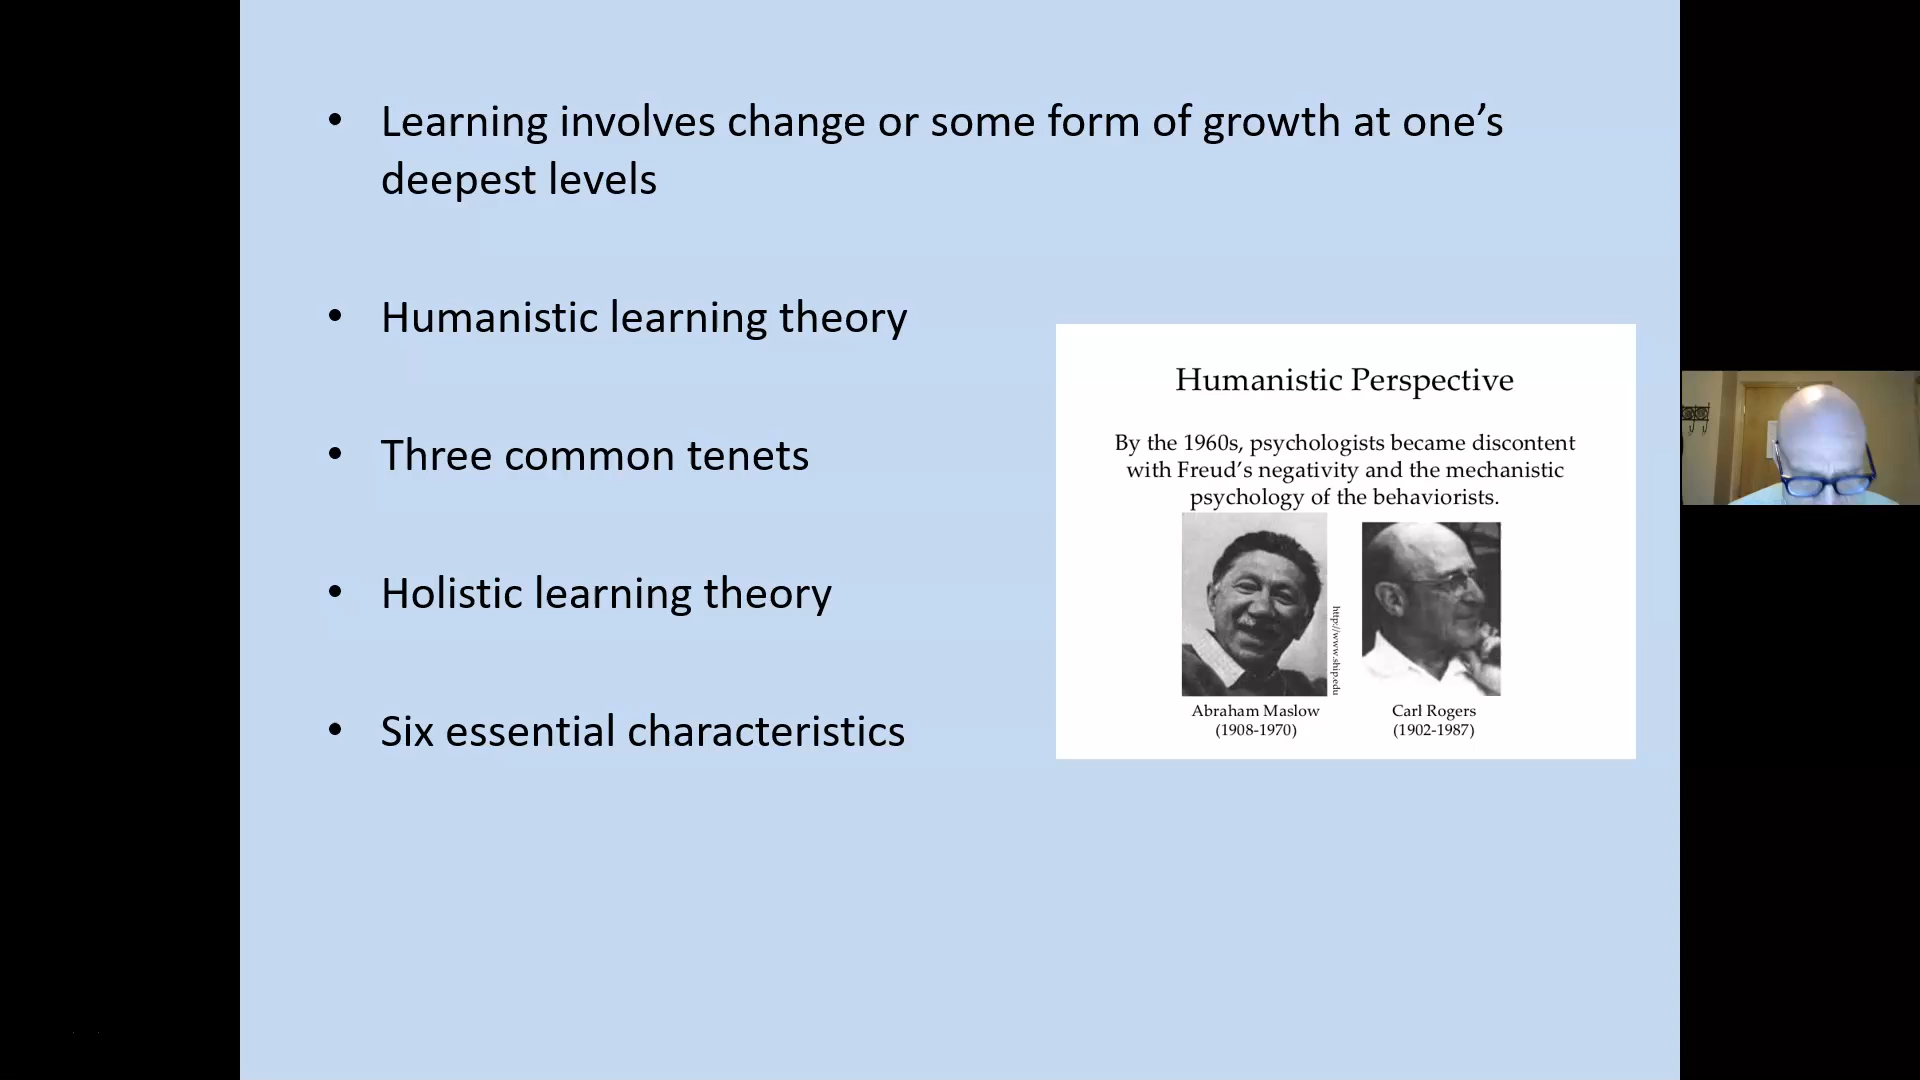 • Learning involves change or some form of growth at one’s
deepest levels
• Humanistic learning theory
• Three common tenets
• Holistic learning theory
• Six essential characteristics
Humanistic Perspective
By the 1960s, psychologists became discontent
with Freud’s negativity and the mechanistic
psychology of the behaviorists.
http://www.ship.edu
Abraham Maslow
(1908-1970)
Carl Rogers
(1902-1987)